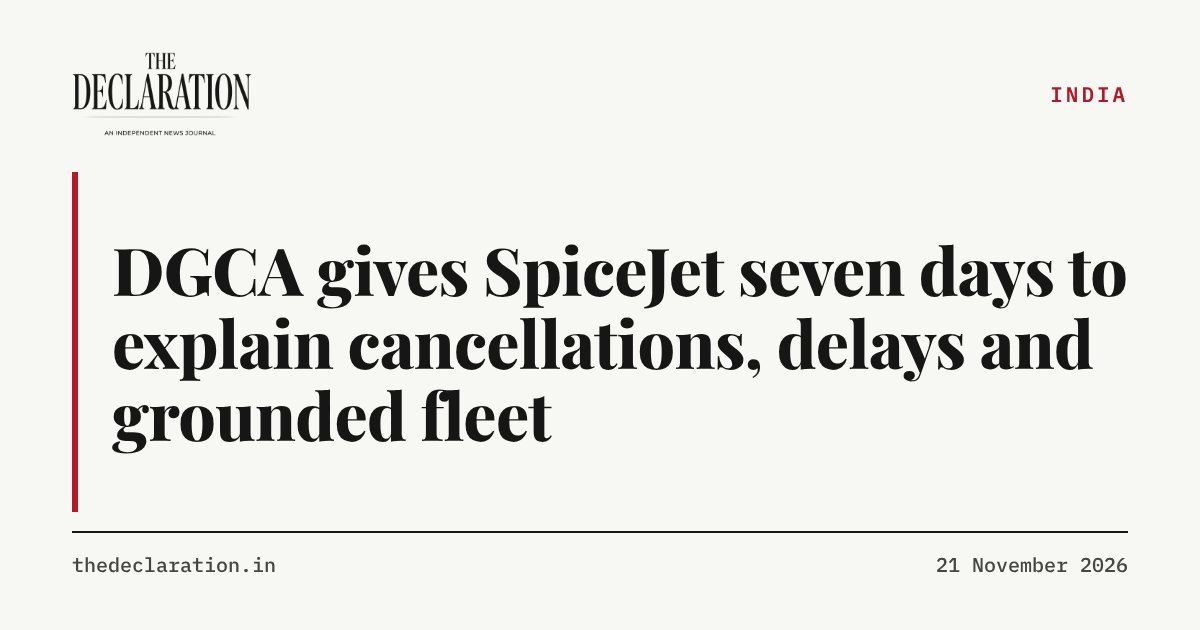 THE
DECLARATION
AN INDEPENDENT NEWS JOURNAL
INDIA
DGCA gives SpiceJet seven days to
explain cancellations, delays and
grounded fleet
thedeclaration.in
21 November 2026